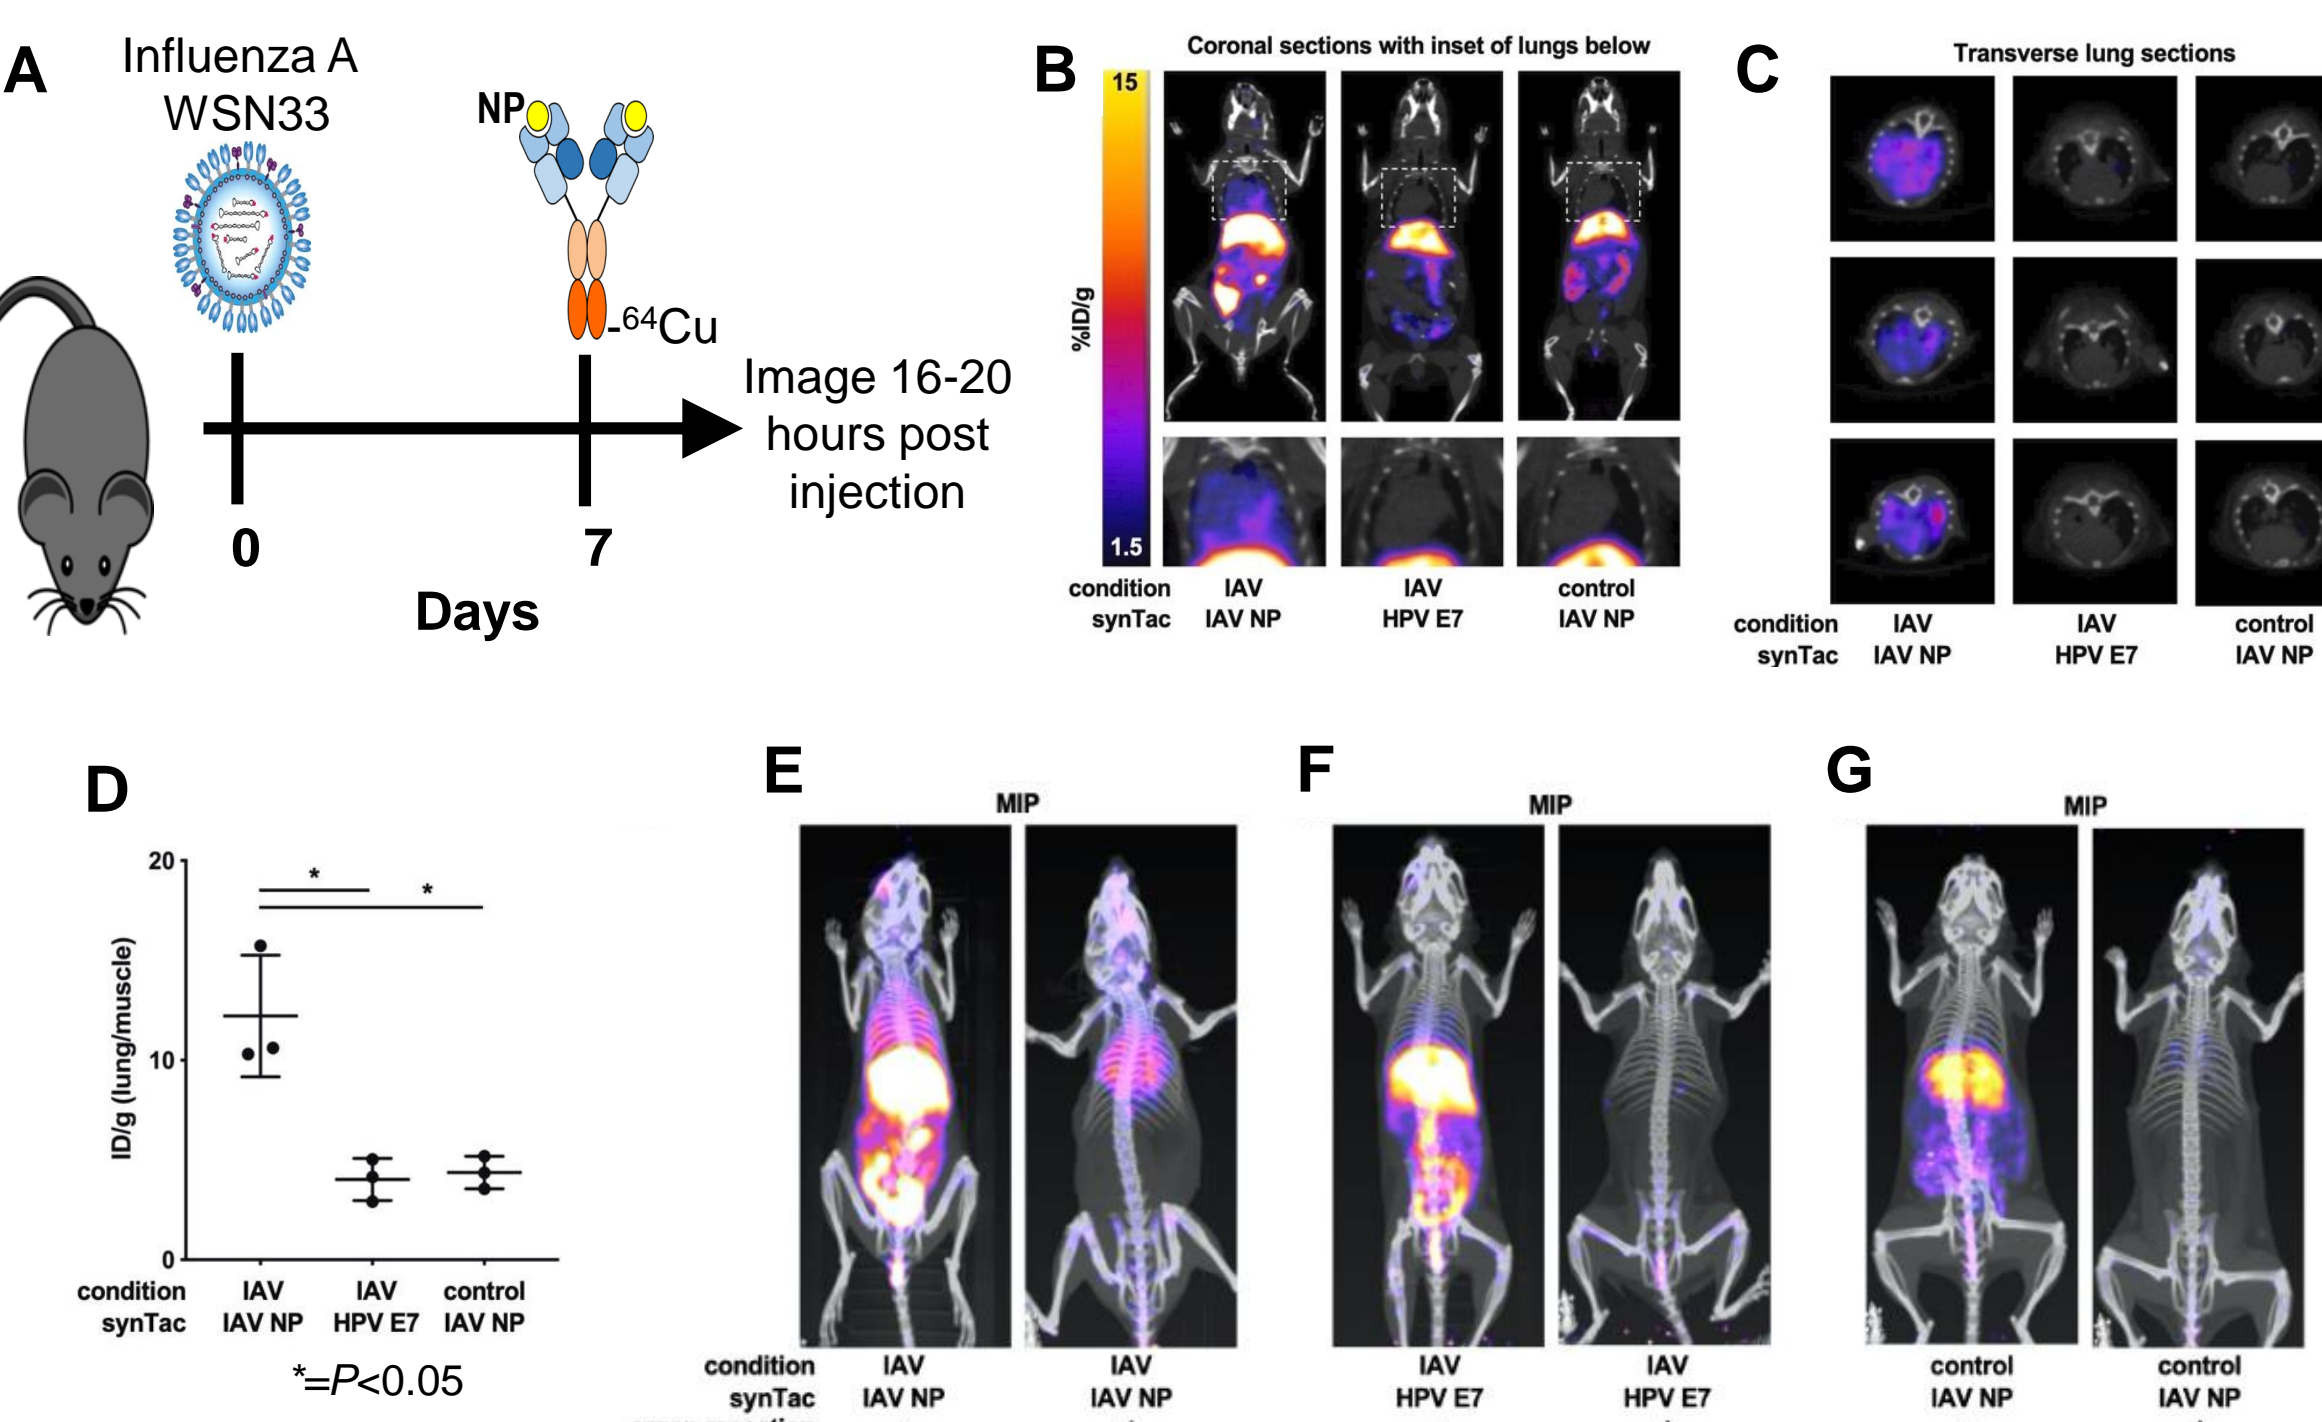 A
Influenza A
WSN33
NP
-64Cu
Image 16-20
hours post
injection
0
7
Days
B
Coronal sections with inset of lungs below
15
%ID/g
1.5
condition IAV IAV control
synTac IAV NP HPV E7 IAV NP
C
Transverse lung sections
condition IAV IAV control
synTac IAV NP HPV E7 IAV NP
D
20
10
0
ID/g (lung/muscle)
* *
condition IAV IAV control
synTac IAV NP HPV E7 IAV NP
*=P<0.05
E
MIP
condition IAV IAV
synTac IAV NP IAV NP
F
MIP
IAV IAV
HPV E7 HPV E7
G
MIP
control control
IAV NP IAV NP